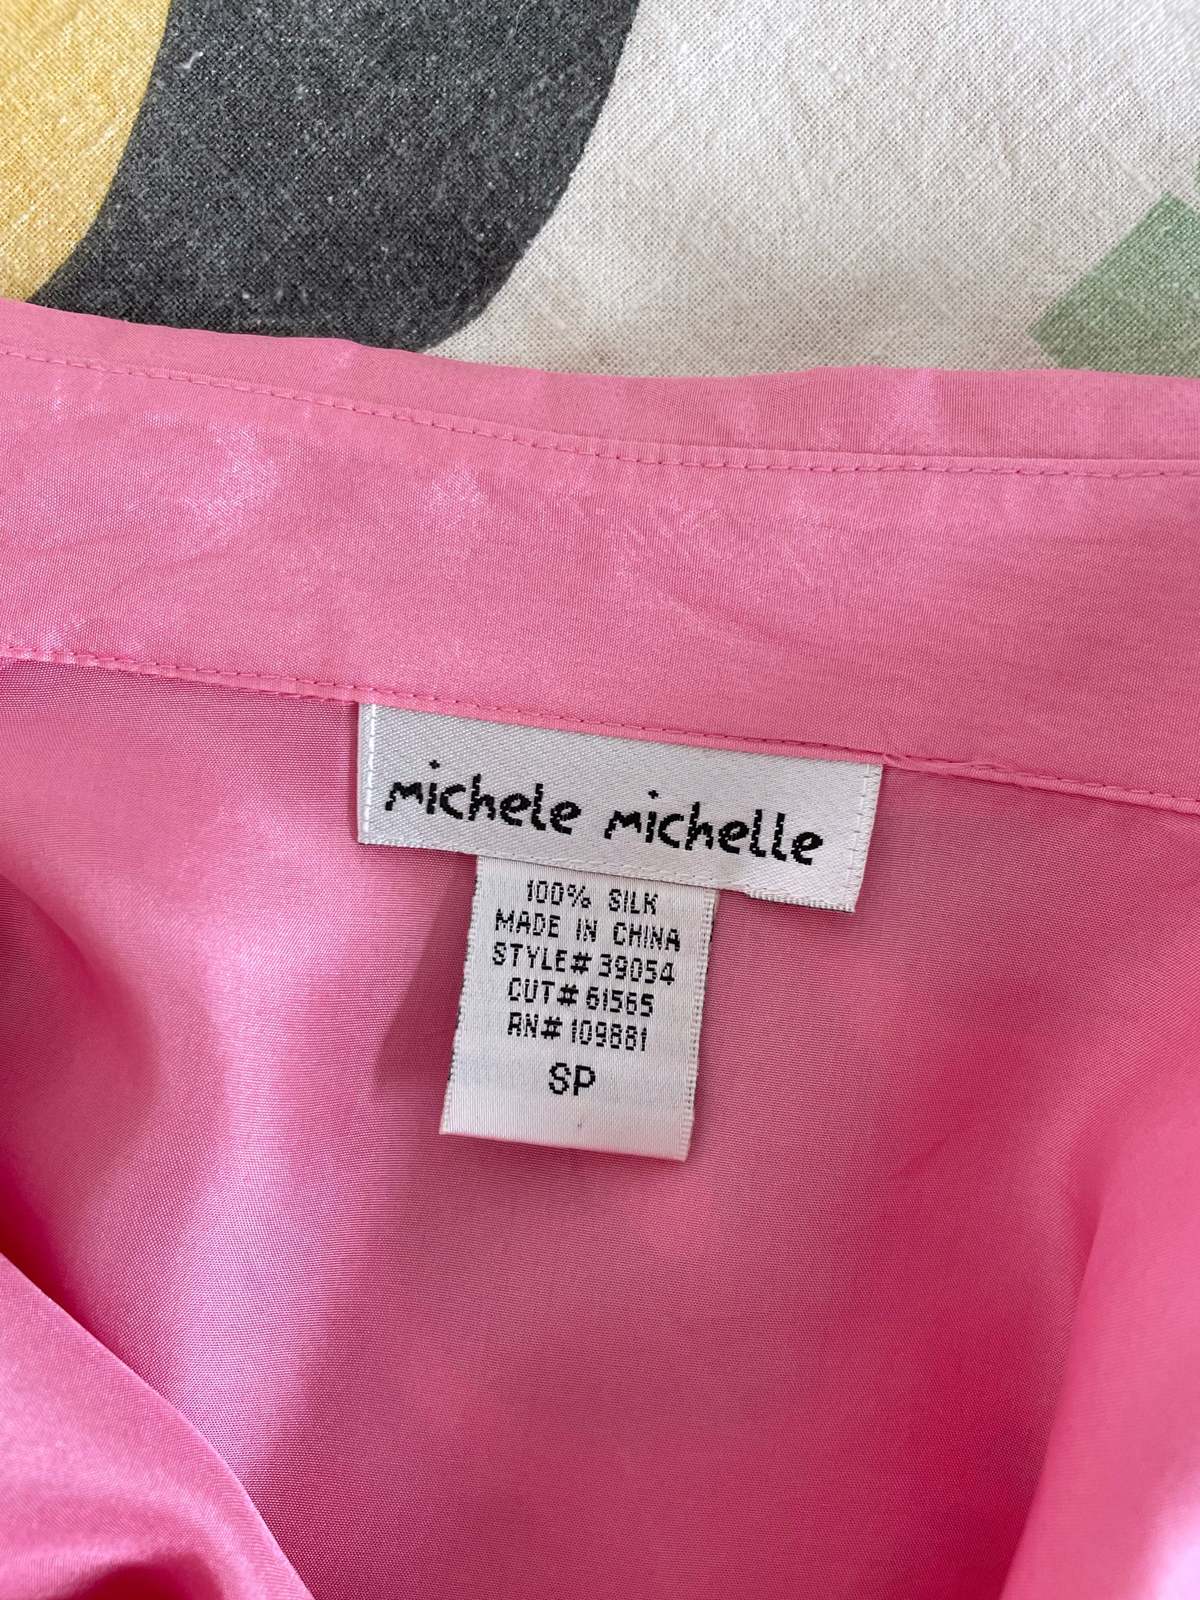 michele michelle
100% SILK
MADE IN CHINA
STYLE# 39054
CUT# 61565
RN# 109881
SP